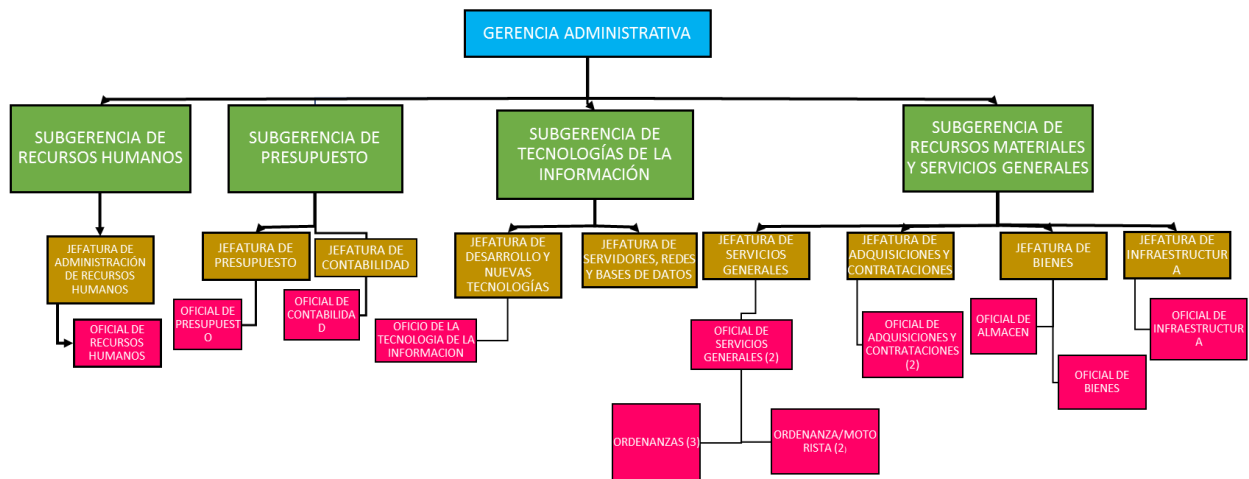 GERENCIA ADMINISTRATIVA
SUBGERENCIA DE
RECURSOS HUMANOS
SUBGERENCIA DE
PRESUPUESTO
SUBGERENCIA DE
TECNOLOGÍAS DE LA
INFORMACIÓN
SUBGERENCIA DE
RECURSOS MATERIALES
Y SERVICIOS GENERALES
JEFATURA DE
ADMINISTRACIÓN DE
RECURSOS
HUMANOS
JEFATURA DE
PRESUPUESTO
JEFATURA DE
CONTABILIDAD
JEFATURA DE
DESARROLLO Y
NUEVAS
TECNOLOGÍAS
JEFATURA DE
SERVIDORES, REDES
Y BASES DE DATOS
JEFATURA DE
SERVICIOS
GENERALES
JEFATURA DE
ADQUISICIONES Y
CONTRATACIONES
JEFATURA DE
BIENES
JEFATURA DE
INFRAESTRUCTUR
A
OFICIAL DE
RECURSOS
HUMANOS
OFICIAL DE
PRESUPUEST
O
OFICIAL DE
CONTABILIDA
D
OFICIO DE LA
TECNOLOGIA DE LA
INFORMACION
OFICIAL DE
SERVICIOS
GENERALES (2)
OFICIAL DE
ADQUISICIONES Y
CONTRATACIONES
(2)
OFICIAL DE
ALMACEN
OFICIAL DE
BIENES
OFICIAL DE
INFRAESTRUCTUR
A
ORDENANZAS (3)
ORDENANZA/MOTO
RISTA (2)